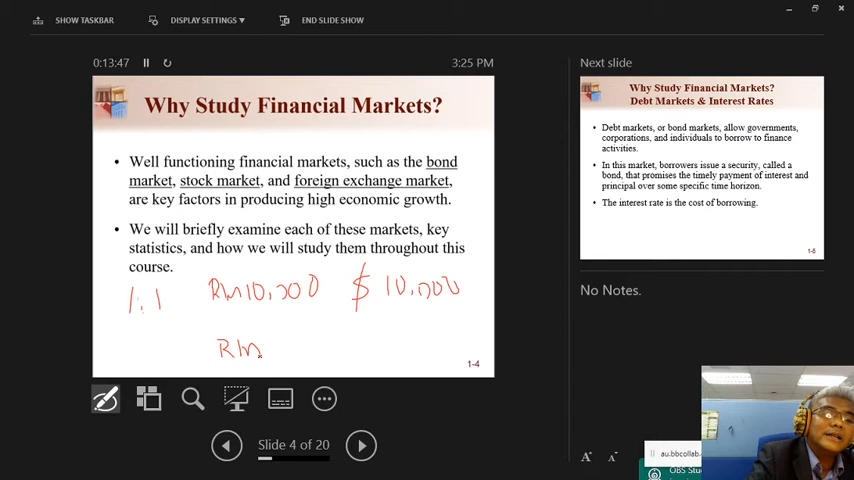 SHOW TASKBAR
DISPLAY SETTINGS ▼
END SLIDE SHOW
0:13:47
3:25 PM
Why Study Financial Markets?
• Well functioning financial markets, such as the bond
market, stock market, and foreign exchange market,
are key factors in producing high economic growth.
• We will briefly examine each of these markets, key
statistics, and how we will study them throughout this
course.
1:1 RM10,000 $ 10,000
RM
1-4
Slide 4 of 20
Next slide
Why Study Financial Markets?
Debt Markets & Interest Rates
• Debt markets, or bond markets, allow governments,
corporations, and individuals to borrow to finance
activities.
• In this market, borrowers issue a security, called a
bond, that promises the timely payment of interest and
principal over some specific time horizon.
• The interest rate is the cost of borrowing.
1-5
No Notes.
A A
au.bbcollab.
OBS Stu